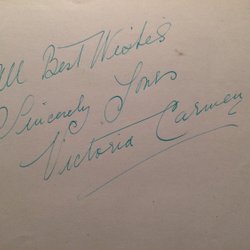 All Best Wishes
Sincerely Yours
Victoria Carmen